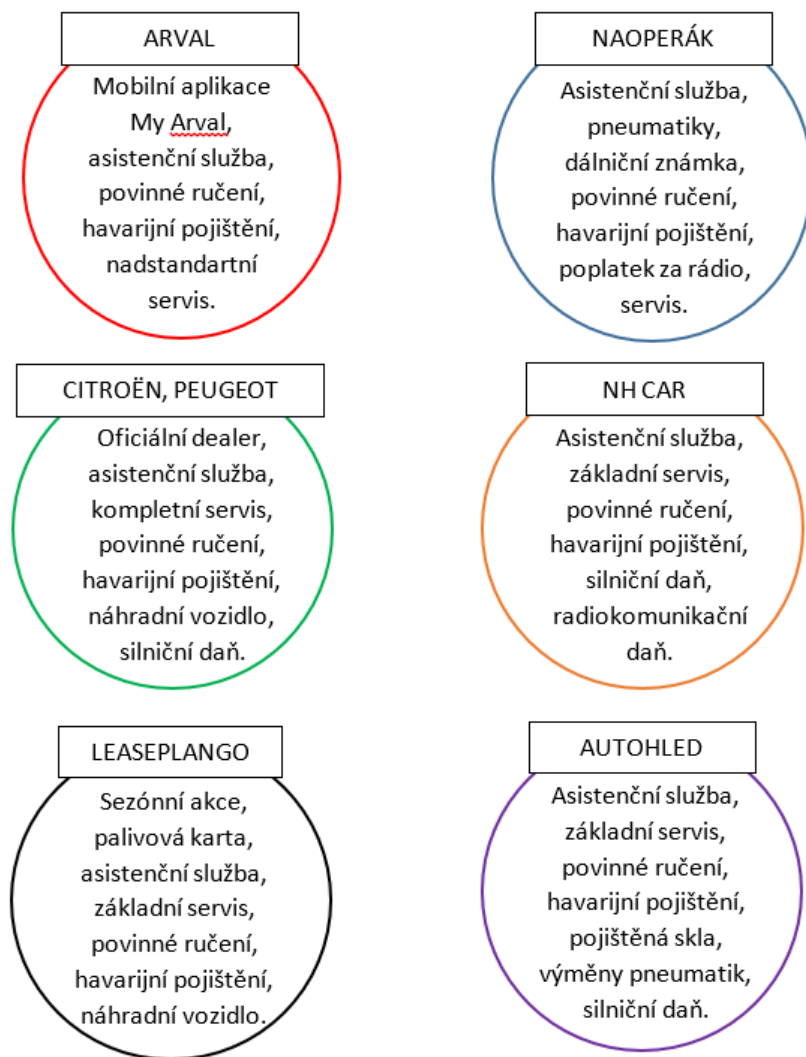 ARVAL
Mobilní aplikace
My Arval,
asistenční služba,
povinné ručení,
havarijní pojištění,
nadstandartní
servis.
NAOPERÁK
Asistenční služba,
pneumatiky,
dálniční známka,
povinné ručení,
havarijní pojištění,
poplatek za rádio,
servis.
CITROËN, PEUGEOT
Oficiální dealer,
asistenční služba,
kompletní servis,
povinné ručení,
havarijní pojištění,
náhradní vozidlo,
silniční daň.
NH CAR
Asistenční služba,
základní servis,
povinné ručení,
havarijní pojištění,
silniční daň,
radiokomunikační
daň.
LEASEPLANGO
Sezónní akce,
palivová karta,
asistenční služba,
základní servis,
povinné ručení,
havarijní pojištění,
náhradní vozidlo.
AUTOHLED
Asistenční služba,
základní servis,
povinné ručení,
havarijní pojištění,
pojištěná skla,
výměny pneumatik,
silniční daň.